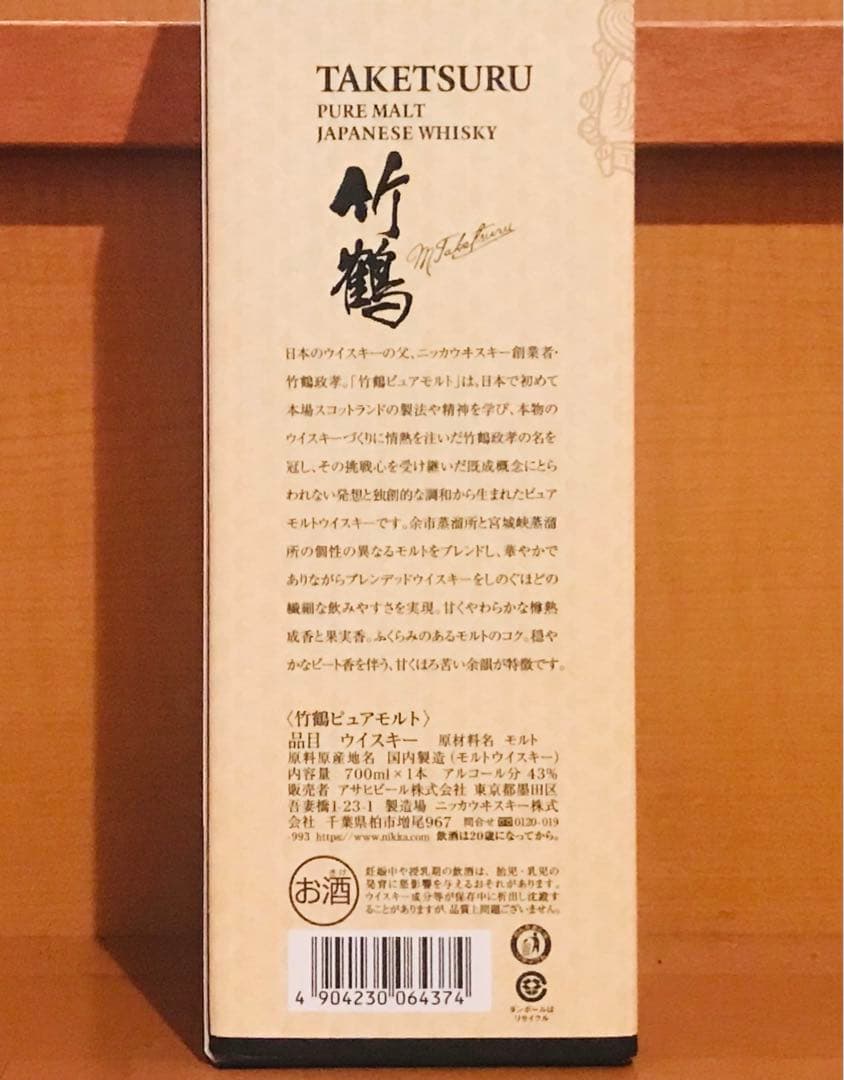 TAKETSURU
PURE MALT
JAPANESE WHISKY
竹鶴
M Taketsuru
日本のウイスキーの父、ニッカウヰスキー創業者・
竹鶴政孝。「竹鶴ピュアモルト」は、日本で初めて
本場スコットランドの製法や精神を学び、本物の
ウイスキーづくりに情熱を注いだ竹鶴政孝の名を
冠し、その挑戦心を受け継いだ既成概念にとら
われない発想と独創的な調和から生まれたピュア
モルトウイスキーです。余市蒸溜所と宮城峡蒸溜
所の個性の異なるモルトをブレンドし、華やかで
ありながらブレンデッドウイスキーをしのぐほどの
繊細な飲みやすさを実現。甘くやわらかな樽熟
成香と果実香。ふくらみのあるモルトのコク。穏や
かなピート香を伴う、甘くほろ苦い余韻が特徴です。
〈竹鶴ピュアモルト〉
品目 ウイスキー 原材料名 モルト
原料原産地名 国内製造(モルトウイスキー)
内容量 700ml×1本 アルコール分 43%
販売者 アサヒビール株式会社 東京都墨田区
吾妻橋1-23-1 製造場 ニッカウヰスキー株式
会社 千葉県柏市増尾967 問合せ 0120-019
-993 https://www.nikka.com 飲酒は20歳になってから。
お酒
さけ
妊娠中や授乳期の飲酒は、胎児・乳児の
発育に悪影響を与えるおそれがあります。
ウイスキー成分等が保存中に析出し沈澱す
ることがありますが、品質上問題ございません。
4 904230 064374
ダンボールは
リサイクル